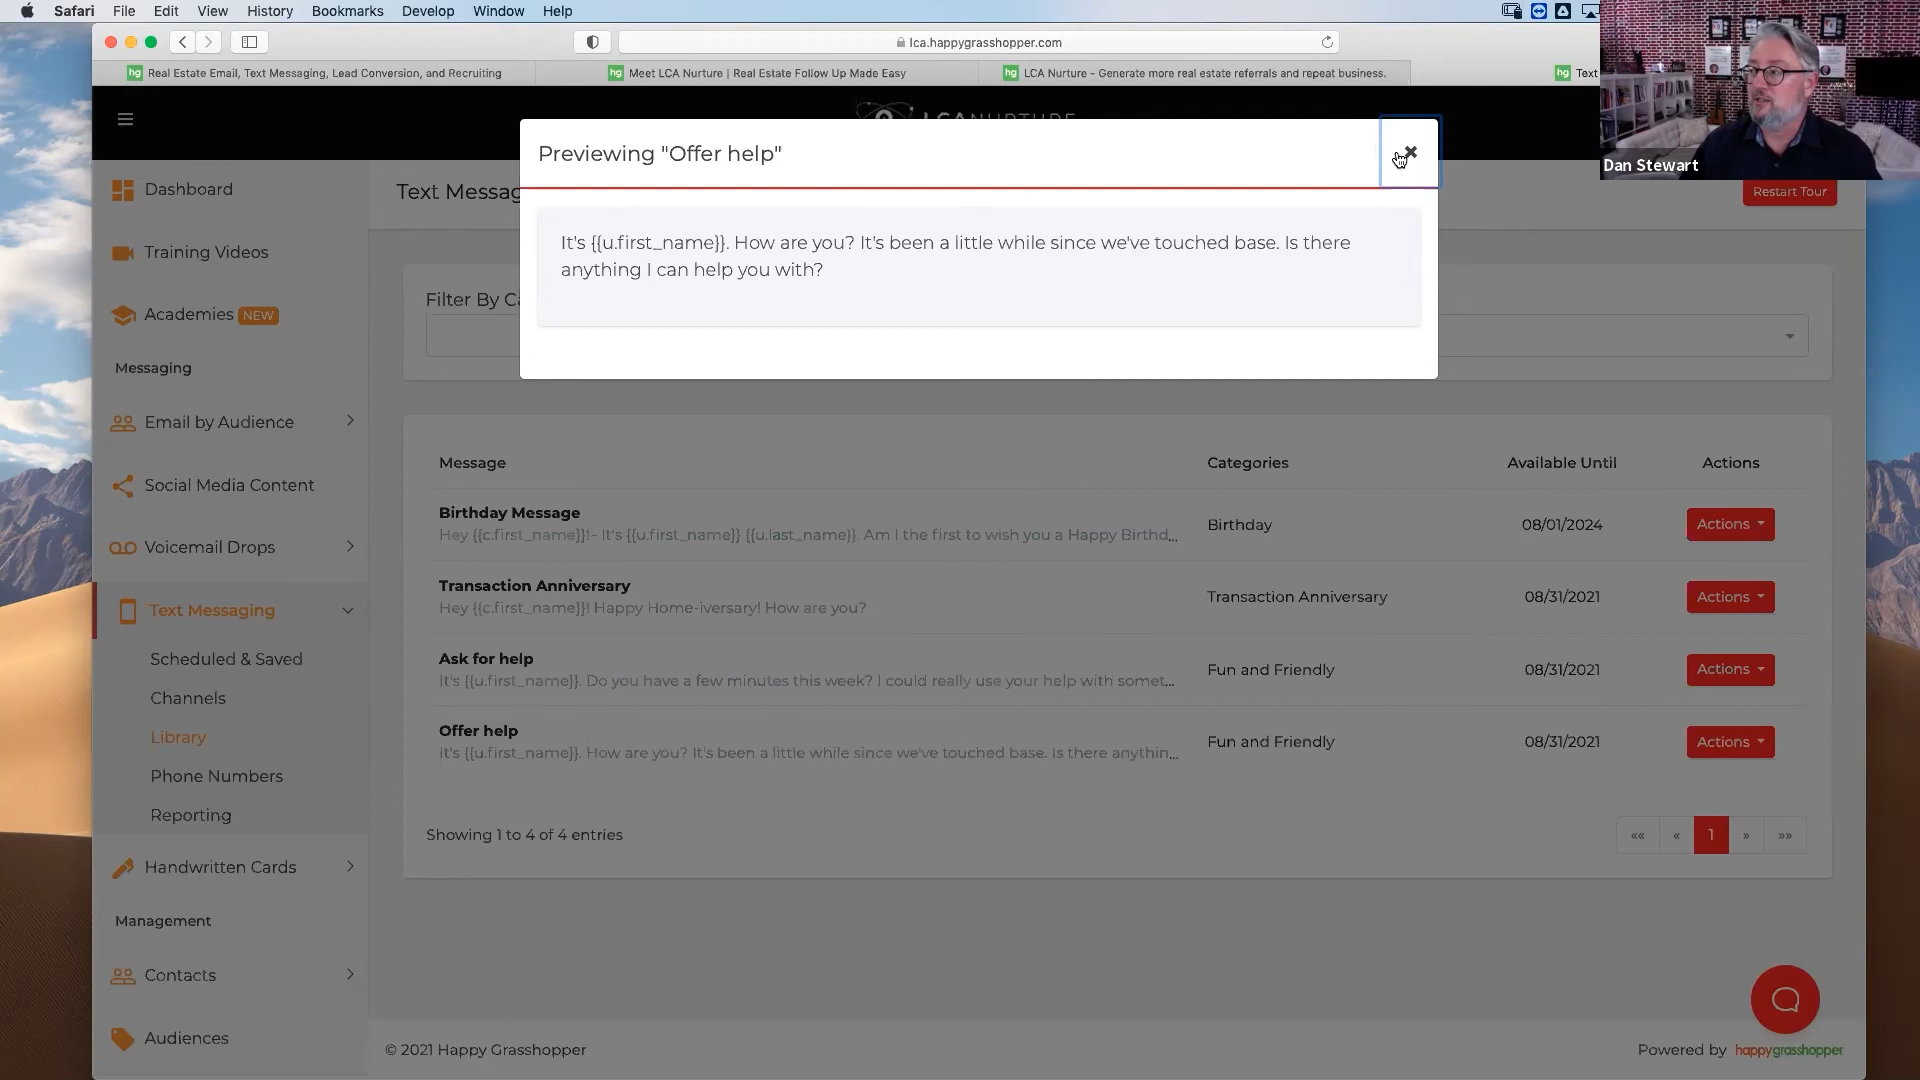 Safari File Edit View History Bookmarks Develop Window Help
lca.happygrasshopper.com
hg Real Estate Email, Text Messaging, Lead Conversion, and Recruiting
hg Meet LCA Nurture | Real Estate Follow Up Made Easy
hg LCA Nurture - Generate more real estate referrals and repeat business.
hg Text
Dan Stewart
Previewing "Offer help"
It's {{u.first_name}}. How are you? It's been a little while since we've touched base. Is there
anything I can help you with?
Restart Tour
Dashboard
Training Videos
Academies NEW
Messaging
Email by Audience
Social Media Content
Voicemail Drops
Text Messaging
Scheduled & Saved
Channels
Library
Phone Numbers
Reporting
Handwritten Cards
Management
Contacts
Audiences
Text Messag
Filter By Ca
Message Categories Available Until Actions
Birthday Message
Hey {{c.first_name}}!- It's {{u.first_name}} {{u.last_name}}. Am I the first to wish you a Happy Birthd...
Birthday 08/01/2024 Actions
Transaction Anniversary
Hey {{c.first_name}}! Happy Home-iversary! How are you?
Transaction Anniversary 08/31/2021 Actions
Ask for help
It's {{u.first_name}}. Do you have a few minutes this week? I could really use your help with somet...
Fun and Friendly 08/31/2021 Actions
Offer help
It's {{u.first_name}}. How are you? It's been a little while since we've touched base. Is there anythin...
Fun and Friendly 08/31/2021 Actions
Showing 1 to 4 of 4 entries
«« « 1 » »»
© 2021 Happy Grasshopper
Powered by happygrasshopper